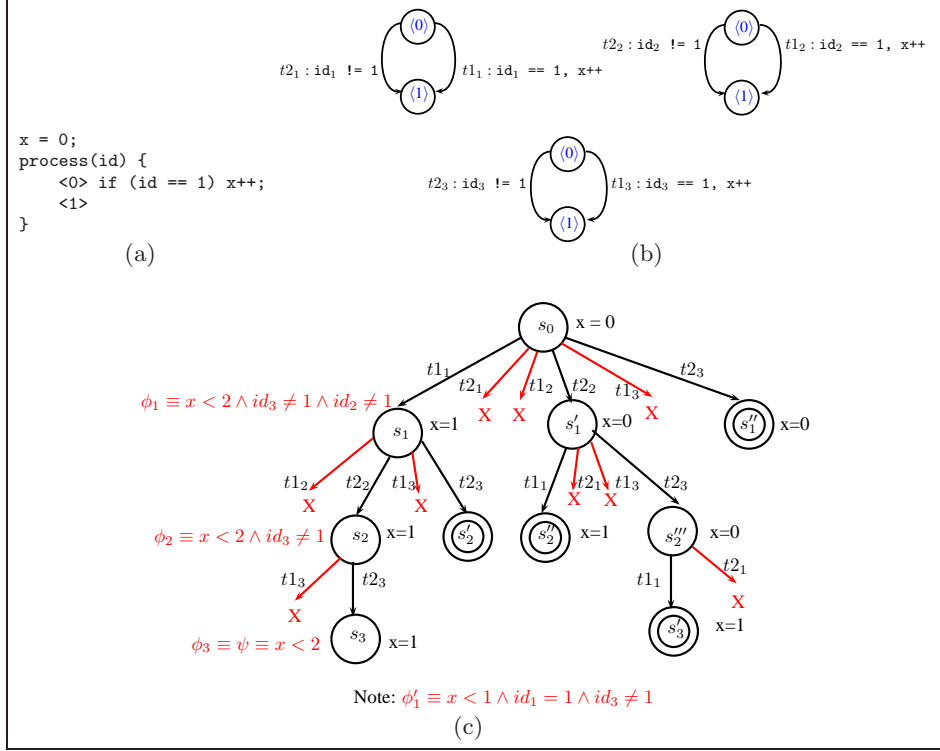 ⟨0⟩
t2₁ : id₁ != 1
t1₁ : id₁ == 1, x++
⟨1⟩
⟨0⟩
t2₂ : id₂ != 1
t1₂ : id₂ == 1, x++
⟨1⟩
⟨0⟩
t2₃ : id₃ != 1
t1₃ : id₃ == 1, x++
⟨1⟩
x = 0;
process(id) {
<0> if (id == 1) x++;
<1>
}
(a)
(b)
s₀ x = 0
t1₁ t2₁ t1₂ t2₂ t1₃ t2₃
X X X
ϕ₁ ≡ x < 2 ∧ id₃ ≠ 1 ∧ id₂ ≠ 1
s₁ x=1
s′₁ x=0
s″₁ x=0
t1₂ t2₂ t1₃ t2₃ t1₁ t2₁ t1₃ t2₃
X X X X
ϕ₂ ≡ x < 2 ∧ id₃ ≠ 1
s₂ x=1
s′₂
s″₂ x=1
s‴₂ x=0
t1₃ t2₃ t1₁ t2₁
X X
ϕ₃ ≡ ψ ≡ x < 2
s₃ x=1
s′₃ x=1
Note: ϕ′₁ ≡ x < 1 ∧ id₁ = 1 ∧ id₃ ≠ 1
(c)